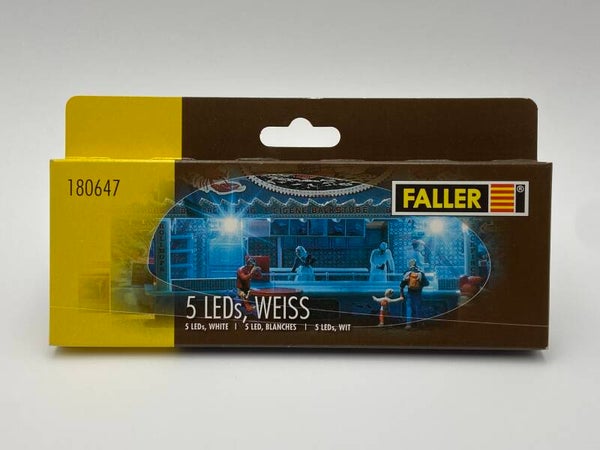 180647
FALLER
®
5 LEDs, WEISS
5 LEDs, WHITE | 5 LED, BLANCHES | 5 LEDs, WIT